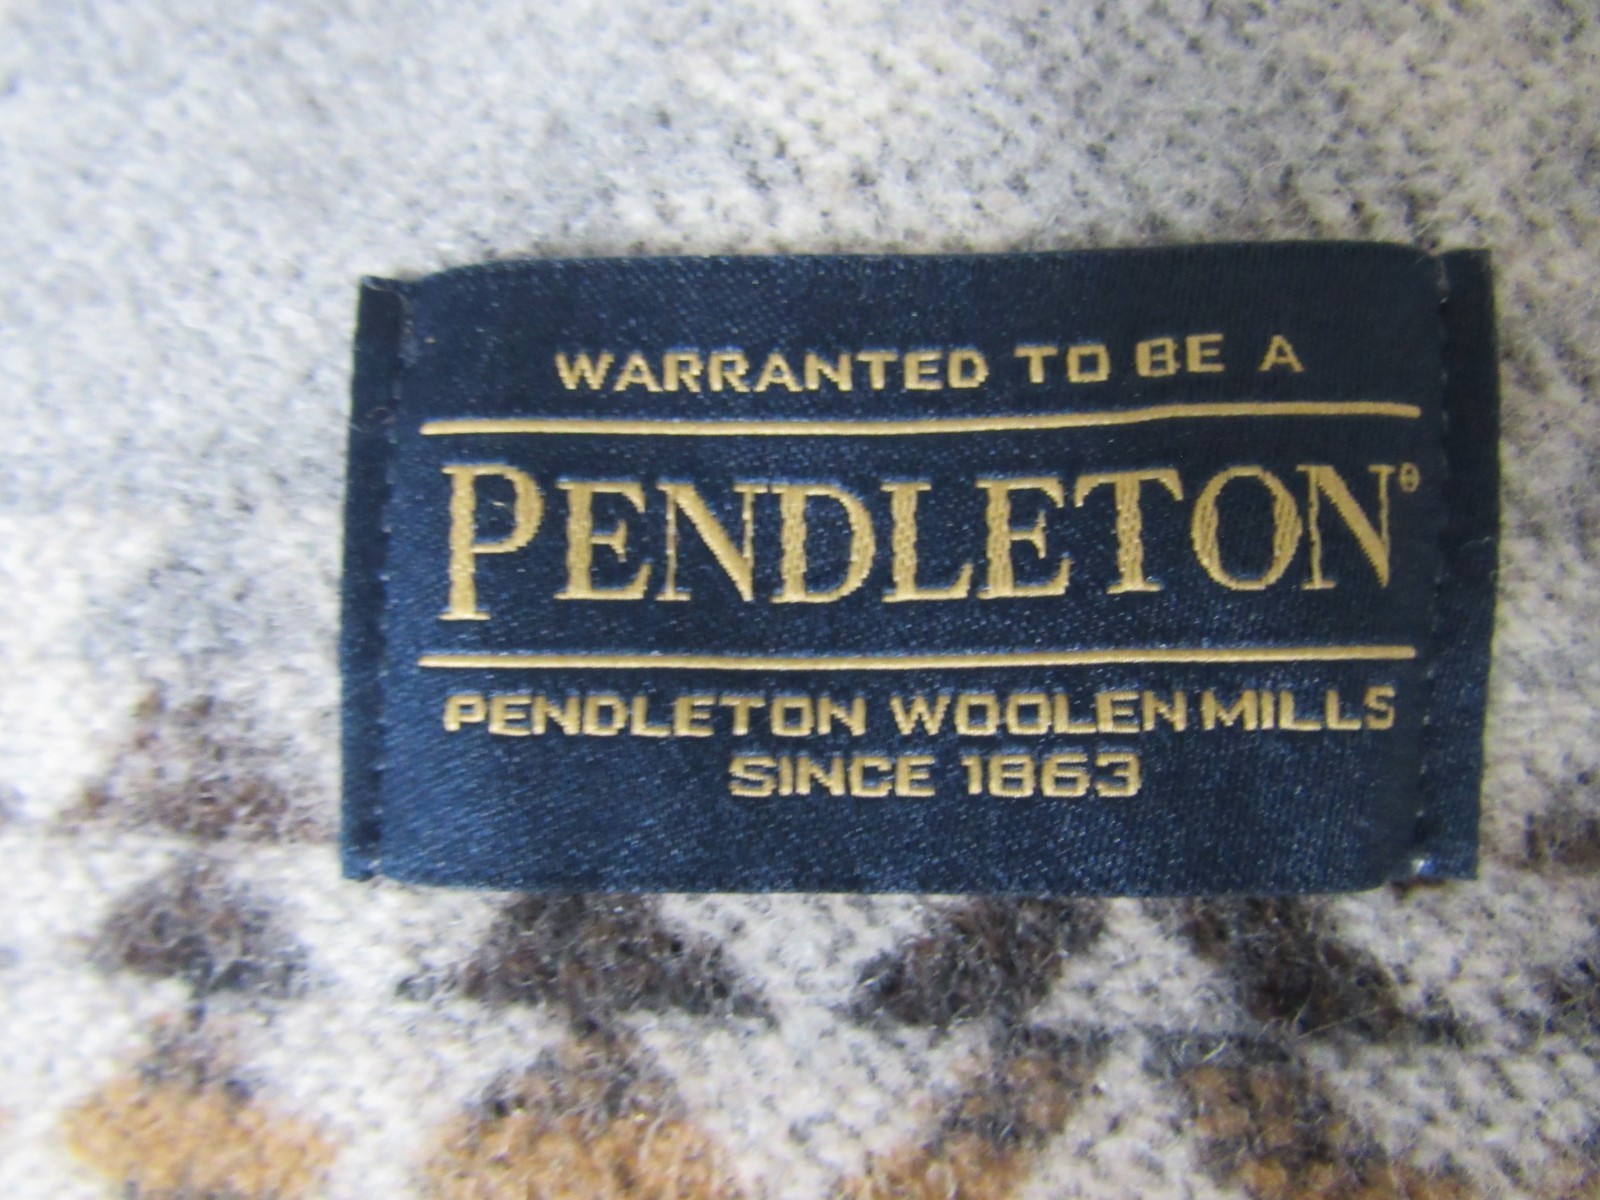 WARRANTED TO BE A
PENDLETON®
PENDLETON WOOLEN MILLS
SINCE 1863